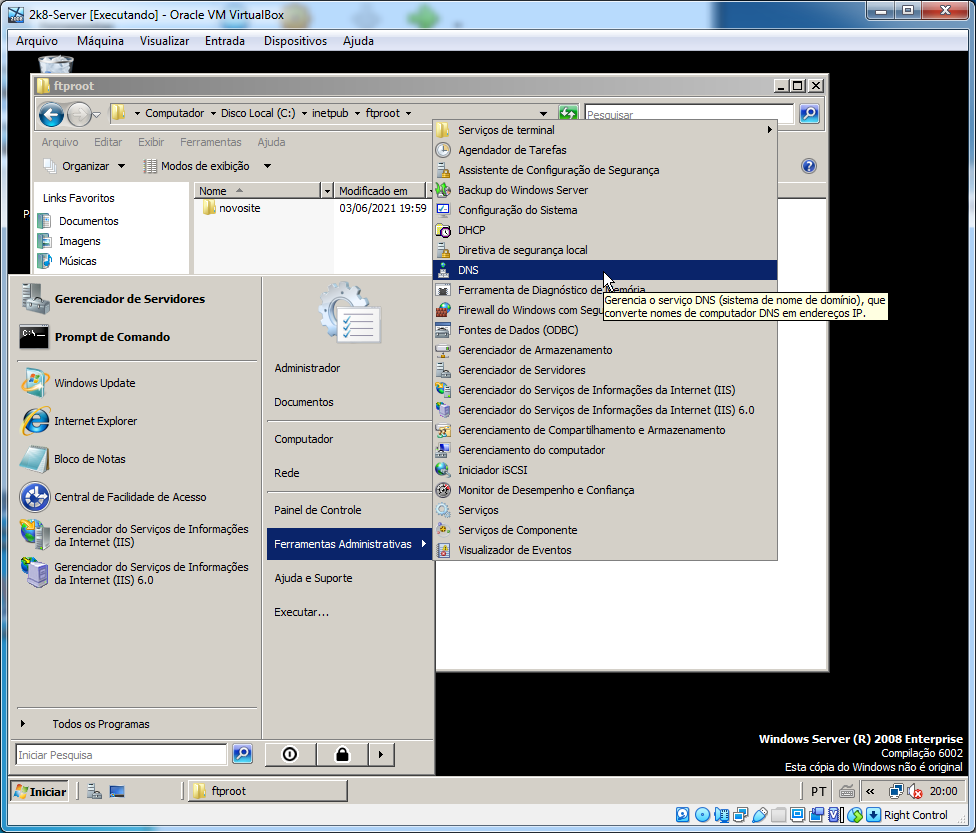 2k8-Server [Executando] - Oracle VM VirtualBox
Arquivo Máquina Visualizar Entrada Dispositivos Ajuda
ftproot
Computador Disco Local (C:) inetpub ftproot
Pesquisar
Arquivo Editar Exibir Ferramentas Ajuda
Organizar Modos de exibição
Links Favoritos
Documentos
Imagens
Músicas
Nome Modificado em
novosite 03/06/2021 19:59
P
Gerenciador de Servidores
Prompt de Comando
Windows Update
Internet Explorer
Bloco de Notas
Central de Facilidade de Acesso
Gerenciador do Serviços de Informações
da Internet (IIS)
Gerenciador do Serviços de Informações
da Internet (IIS) 6.0
Todos os Programas
Iniciar Pesquisa
Administrador
Documentos
Computador
Rede
Painel de Controle
Ferramentas Administrativas
Ajuda e Suporte
Executar...
Serviços de terminal
Agendador de Tarefas
Assistente de Configuração de Segurança
Backup do Windows Server
Configuração do Sistema
DHCP
Diretiva de segurança local
DNS
Ferramenta de Diagnóstico de Memória
Firewall do Windows com Segu
Gerencia o serviço DNS (sistema de nome de domínio), que
converte nomes de computador DNS em endereços IP.
Fontes de Dados (ODBC)
Gerenciador de Armazenamento
Gerenciador de Servidores
Gerenciador do Serviços de Informações da Internet (IIS)
Gerenciador do Serviços de Informações da Internet (IIS) 6.0
Gerenciamento de Compartilhamento e Armazenamento
Gerenciamento do computador
Iniciador iSCSI
Monitor de Desempenho e Confiança
Serviços
Serviços de Componente
Visualizador de Eventos
Windows Server (R) 2008 Enterprise
Compilação 6002
Esta cópia do Windows não é original
Iniciar ftproot PT « 20:00
Right Control